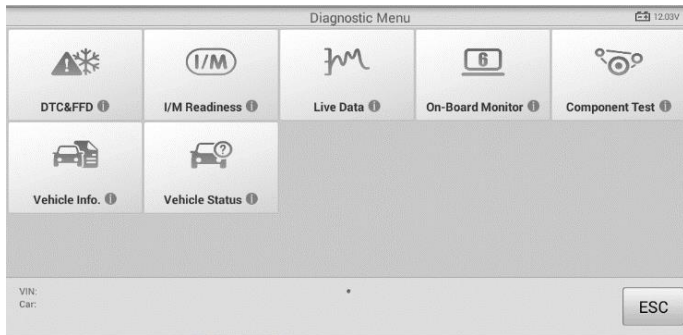 Diagnostic Menu
12.03V
I/M
6
DTC&FFD
I/M Readiness
Live Data
On-Board Monitor
Component Test
Vehicle Info.
Vehicle Status
VIN:
Car:
ESC